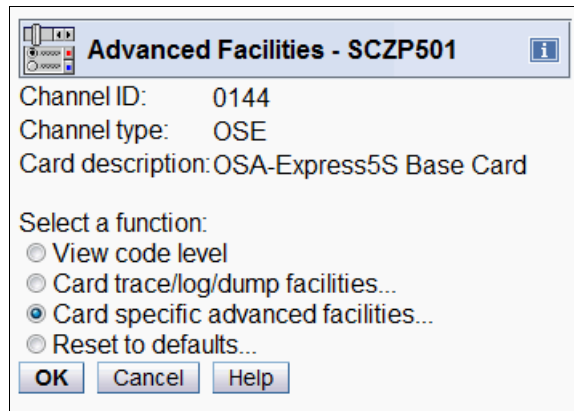 Advanced Facilities - SCZP501
Channel ID: 0144
Channel type: OSE
Card description: OSA-Express5S Base Card
Select a function:
View code level
Card trace/log/dump facilities...
Card specific advanced facilities...
Reset to defaults...
OK Cancel Help